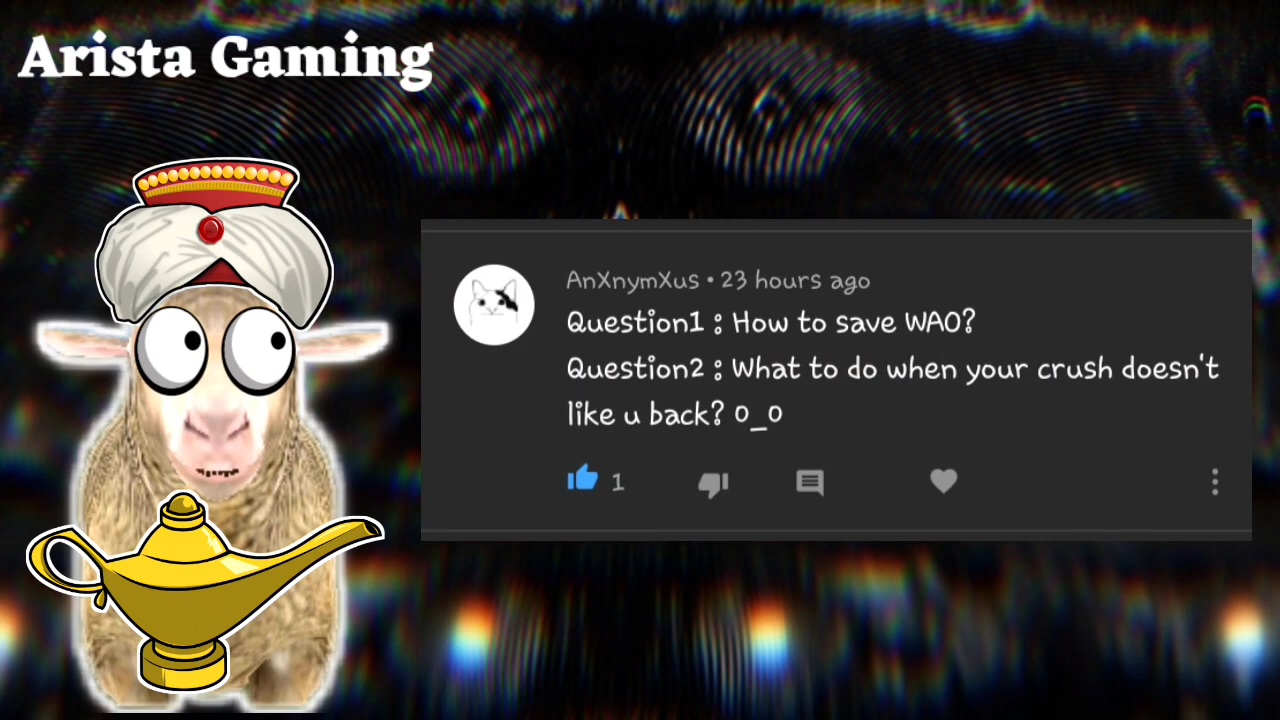 Arista Gaming
AnXnymXus • 23 hours ago
Question1 : How to save WAO?
Question2 : What to do when your crush doesn't
like u back? 0_0
1